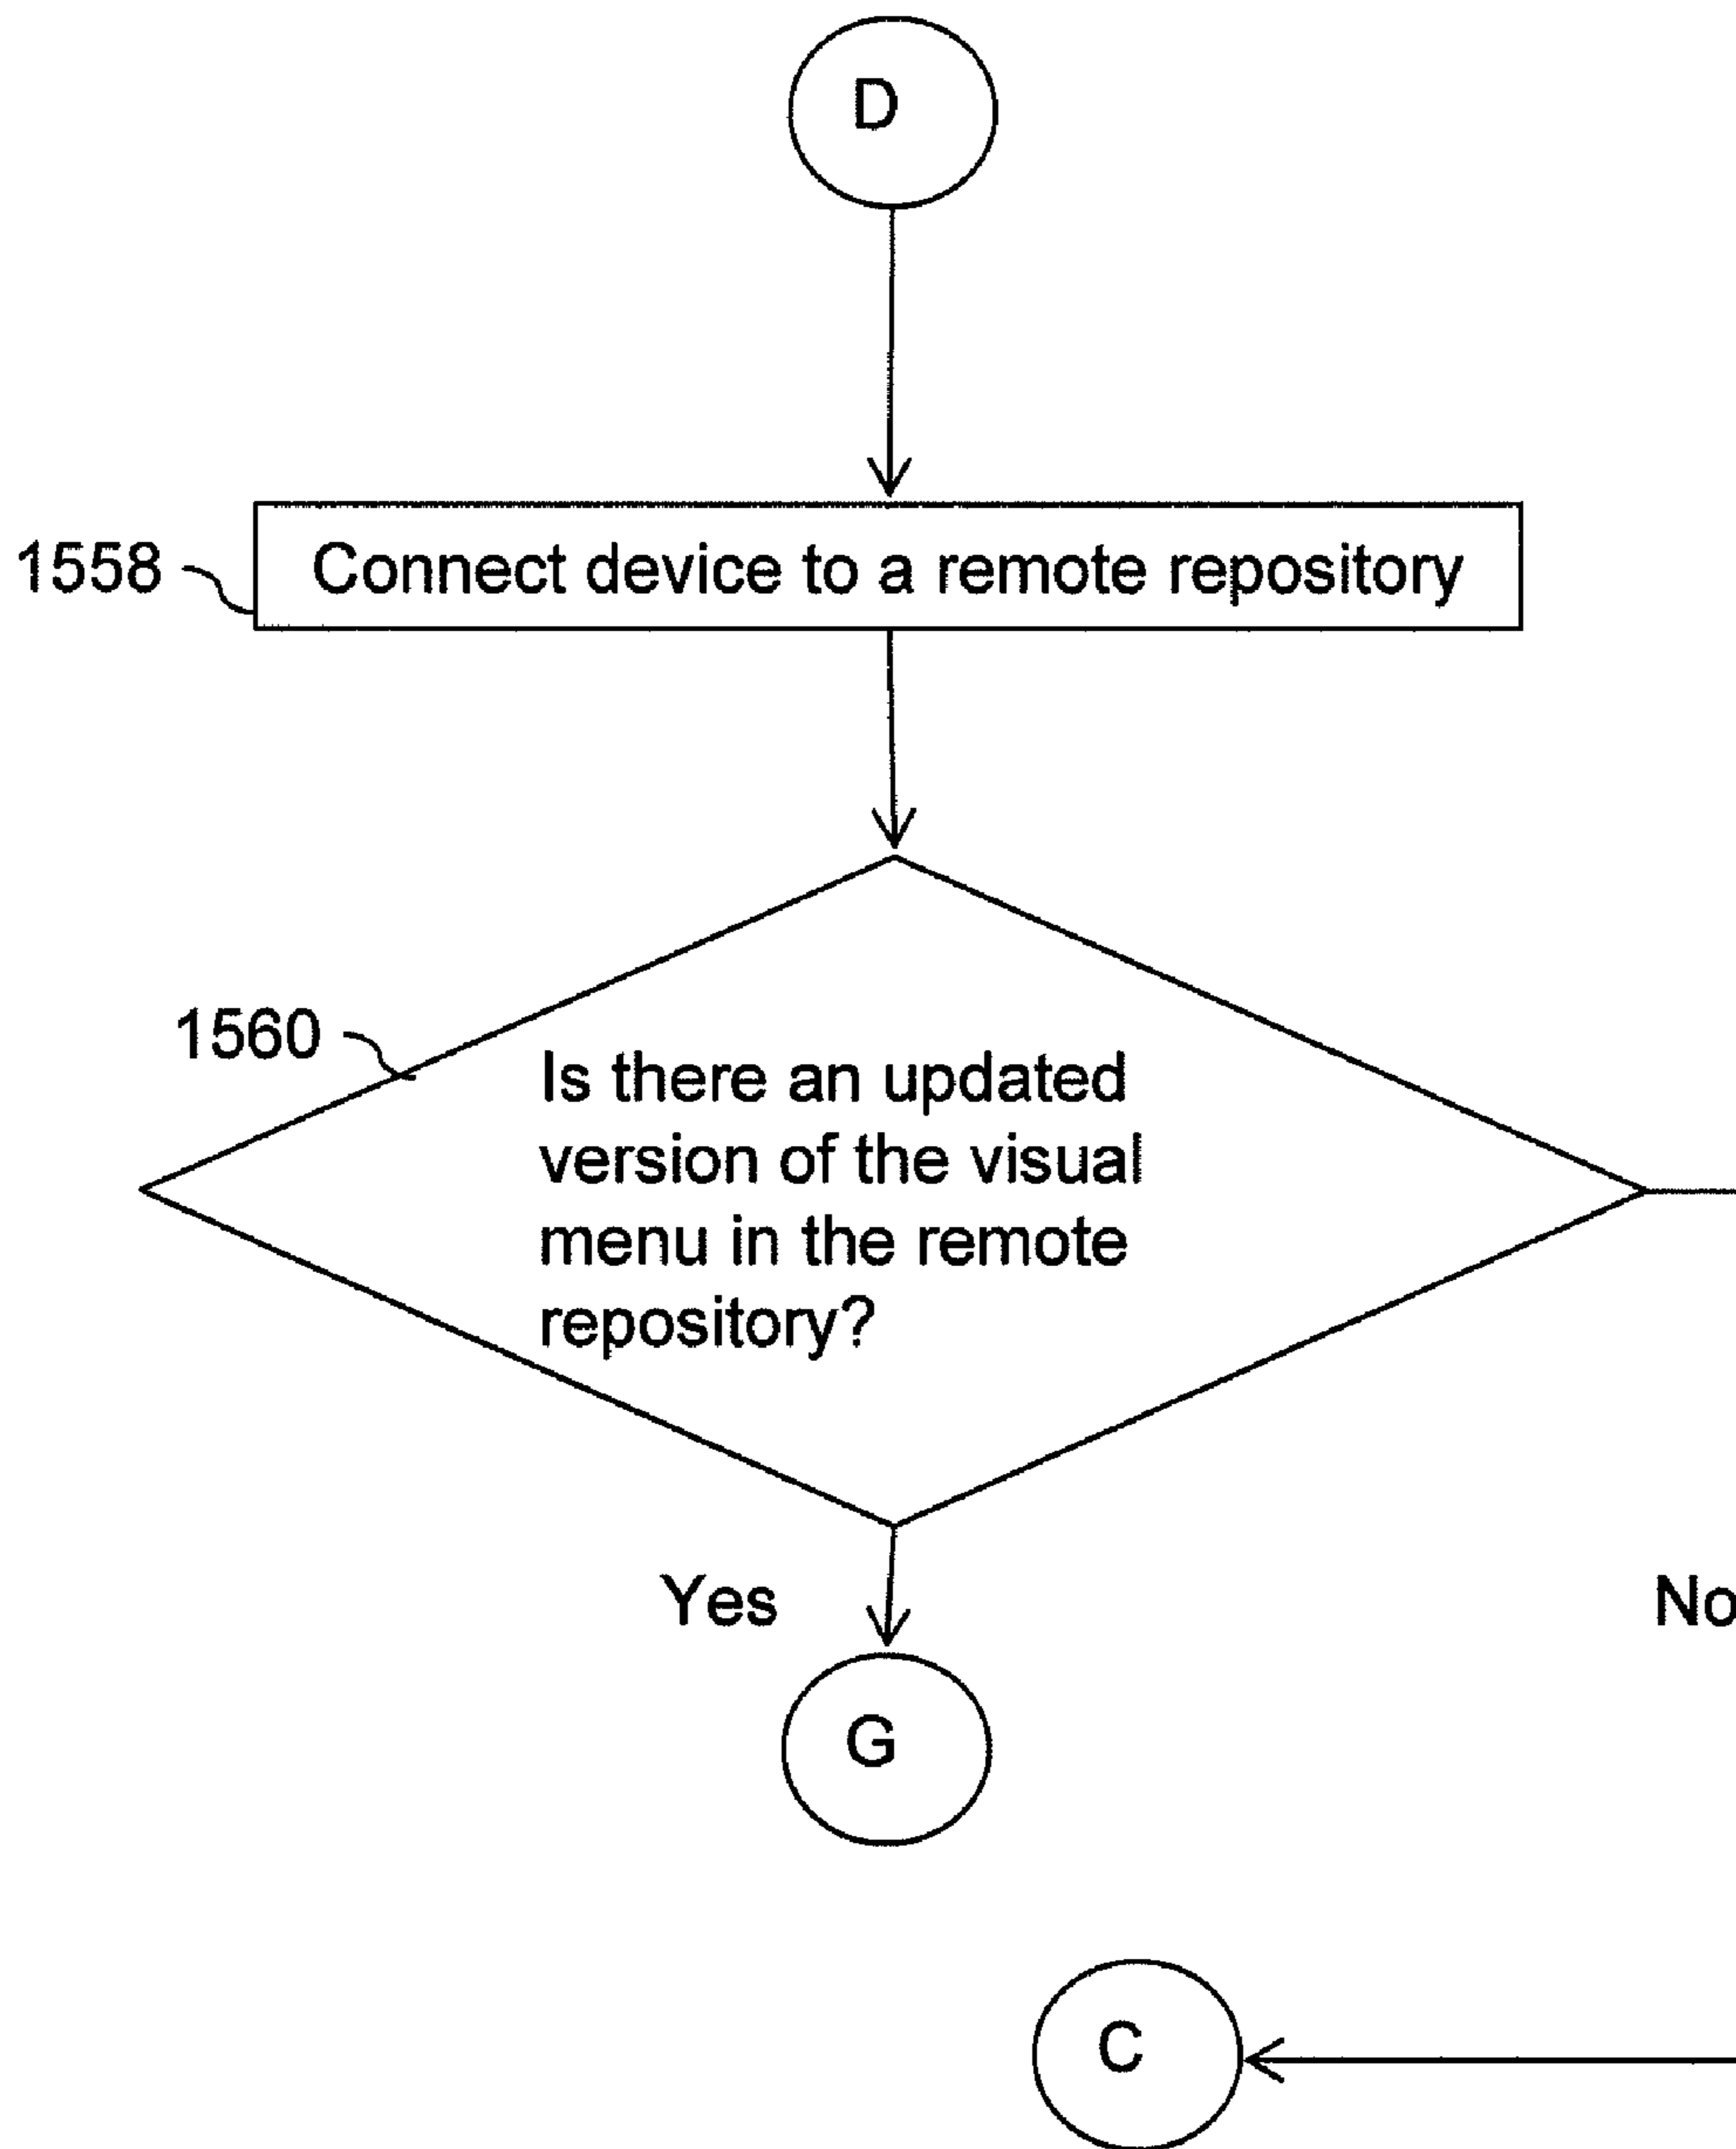 D
1558
Connect device to a remote repository
1560
Is there an updated
version of the visual
menu in the remote
repository?
Yes
No
G
C